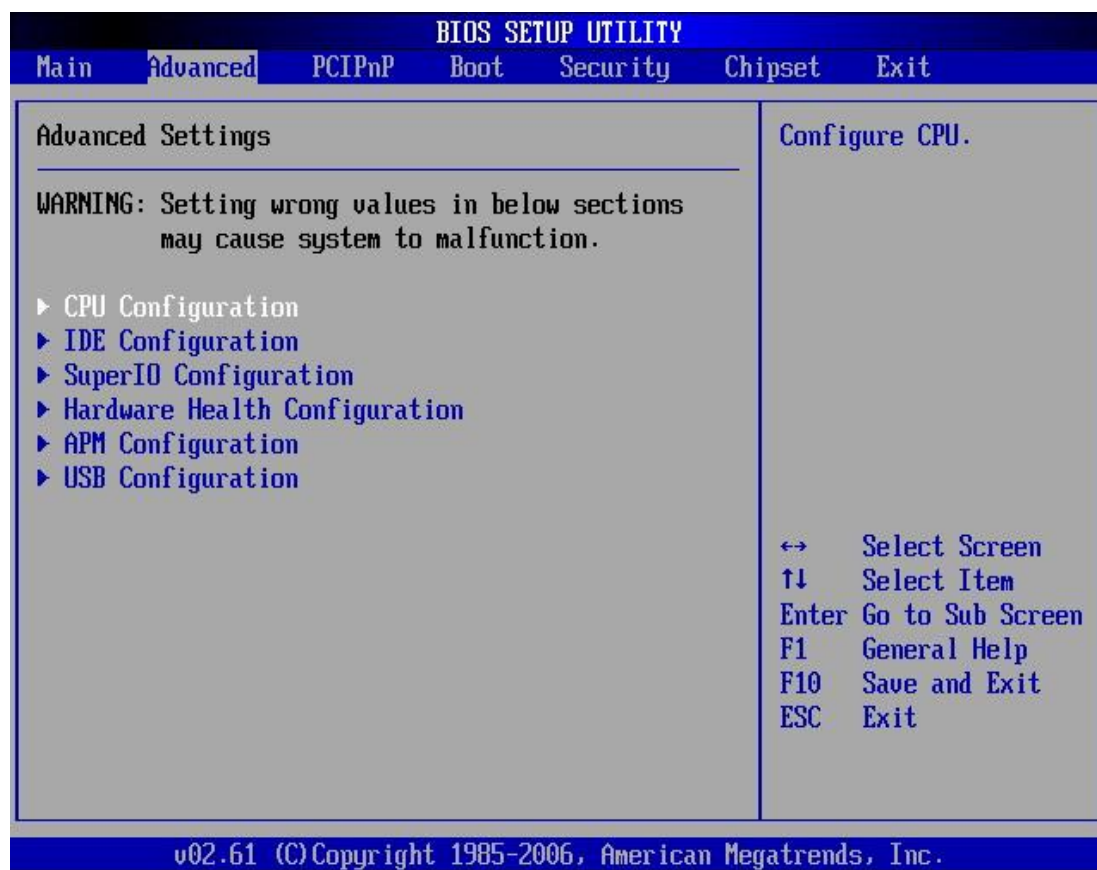 BIOS SETUP UTILITY
Main Advanced PCIPnP Boot Security Chipset Exit
Advanced Settings
WARNING: Setting wrong values in below sections
may cause system to malfunction.
▶ CPU Configuration
▶ IDE Configuration
▶ SuperIO Configuration
▶ Hardware Health Configuration
▶ APM Configuration
▶ USB Configuration
Configure CPU.
↔ Select Screen
↑↓ Select Item
Enter Go to Sub Screen
F1 General Help
F10 Save and Exit
ESC Exit
v02.61 (C)Copyright 1985-2006, American Megatrends, Inc.